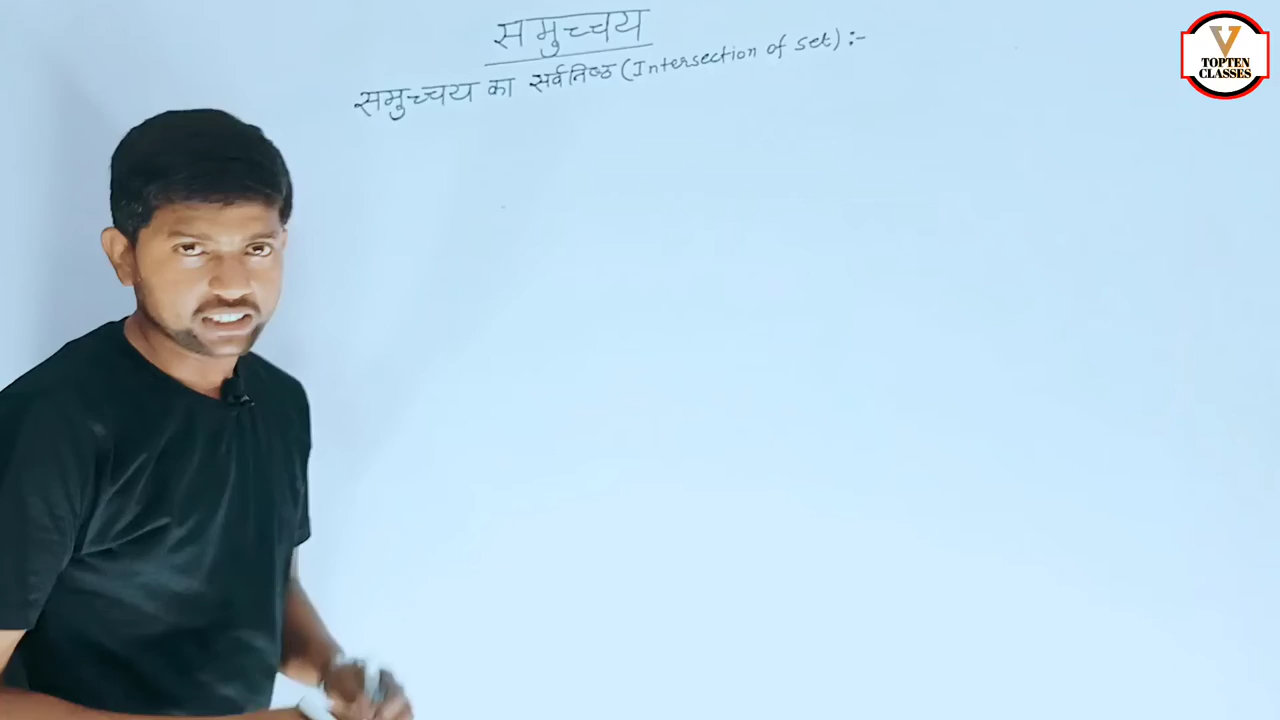 समुच्चय
समुच्चय का सर्वनिष्ठ (Intersection of set) :-
V
TOPTEN
CLASSES